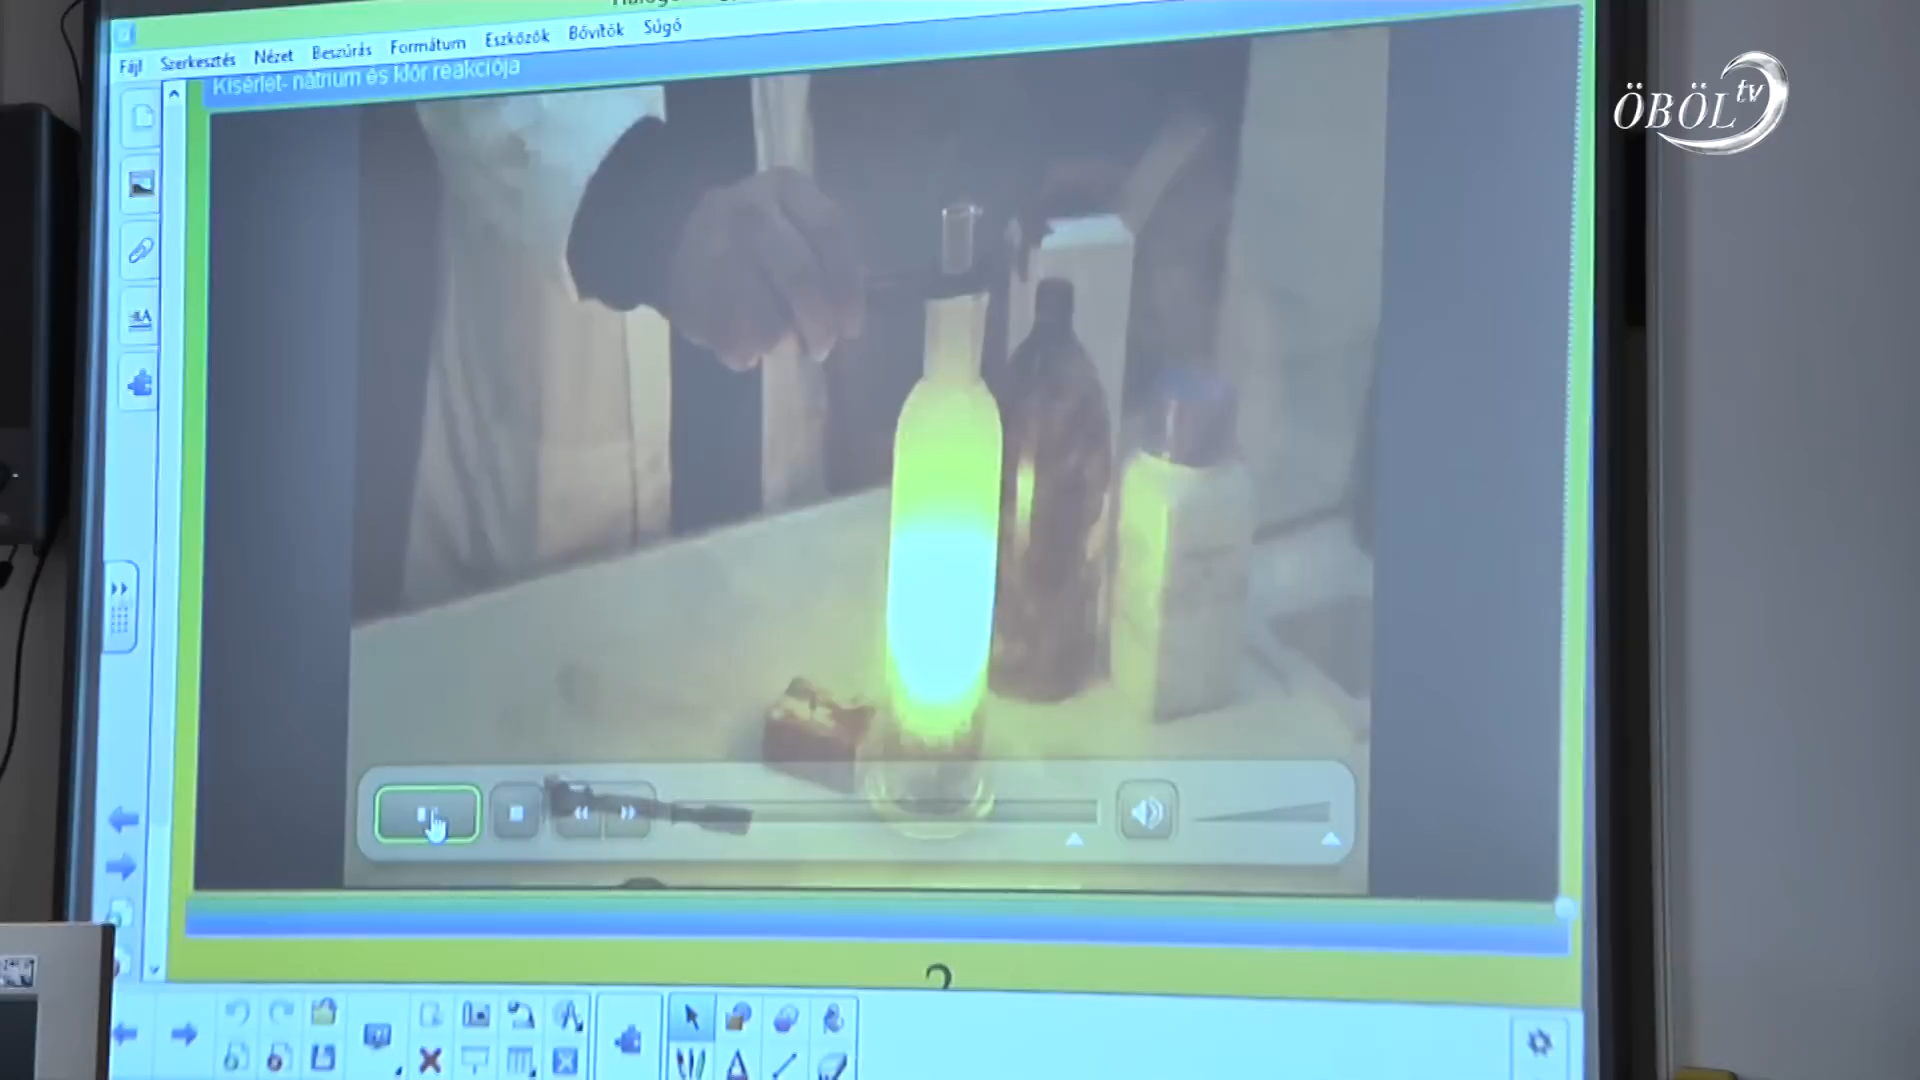 Fájl Szerkesztés Nézet Beszúrás Formátum Eszközök Bővítők Súgó
Kísérlet- nátrium és klór reakciója
ÖBÖL tv